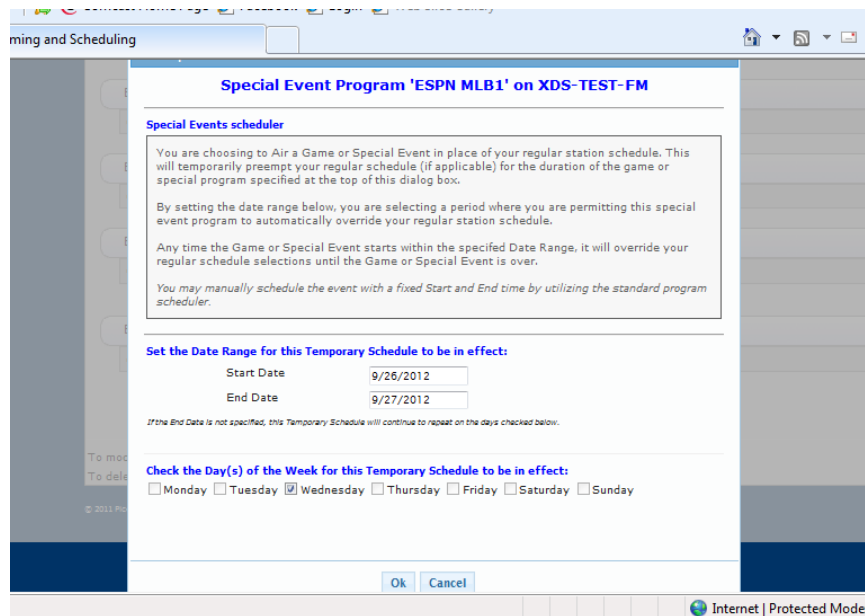 ming and Scheduling
Special Event Program 'ESPN MLB1' on XDS-TEST-FM
Special Events scheduler
You are choosing to Air a Game or Special Event in place of your regular station schedule. This
will temporarily preempt your regular schedule (if applicable) for the duration of the game or
special program specified at the top of this dialog box.
By setting the date range below, you are selecting a period where you are permitting this special
event program to automatically override your regular station schedule.
Any time the Game or Special Event starts within the specifed Date Range, it will override your
regular schedule selections until the Game or Special Event is over.
You may manually schedule the event with a fixed Start and End time by utilizing the standard program
scheduler.
Set the Date Range for this Temporary Schedule to be in effect:
Start Date 9/26/2012
End Date 9/27/2012
If the End Date is not specified, this Temporary Schedule will continue to repeat on the days checked below.
To mod
Check the Day(s) of the Week for this Temporary Schedule to be in effect:
To dele
Monday Tuesday Wednesday Thursday Friday Saturday Sunday
© 2011
Ok Cancel
Internet | Protected Mode